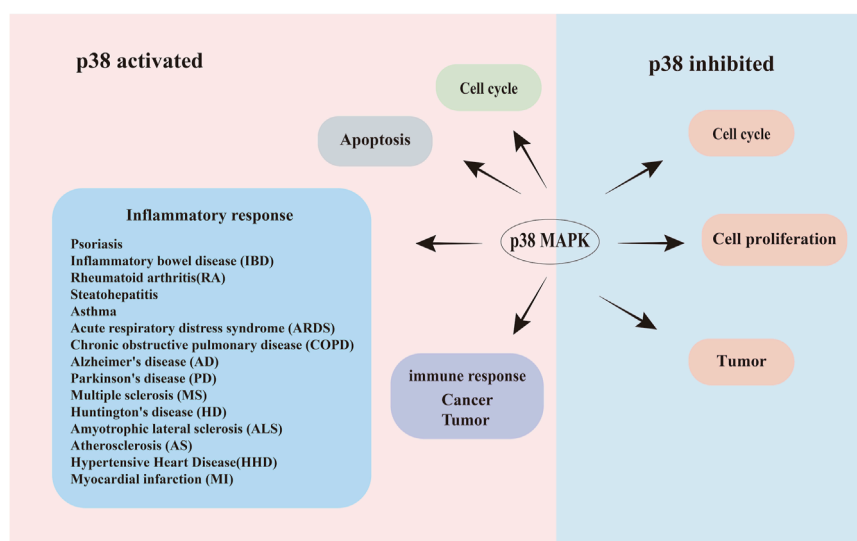 p38 activated
p38 inhibited
Cell cycle
Apoptosis
Cell cycle
Inflammatory response
Psoriasis
Inflammatory bowel disease (IBD)
Rheumatoid arthritis(RA)
Steatohepatitis
Asthma
Acute respiratory distress syndrome (ARDS)
Chronic obstructive pulmonary disease (COPD)
Alzheimer's disease (AD)
Parkinson's disease (PD)
Multiple sclerosis (MS)
Huntington's disease (HD)
Amyotrophic lateral sclerosis (ALS)
Atherosclerosis (AS)
Hypertensive Heart Disease(HHD)
Myocardial infarction (MI)
p38 MAPK
Cell proliferation
immune response
Cancer
Tumor
Tumor